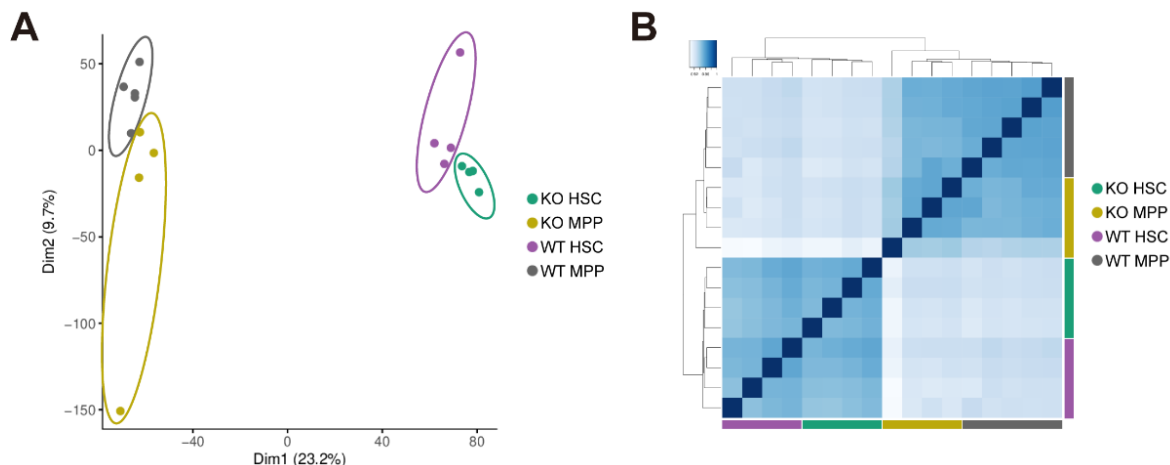 A
50
0
−50
−100
−150
Dim2 (9.7%)
−40
0
40
80
Dim1 (23.2%)
KO HSC
KO MPP
WT HSC
WT MPP
B
KO HSC
KO MPP
WT HSC
WT MPP